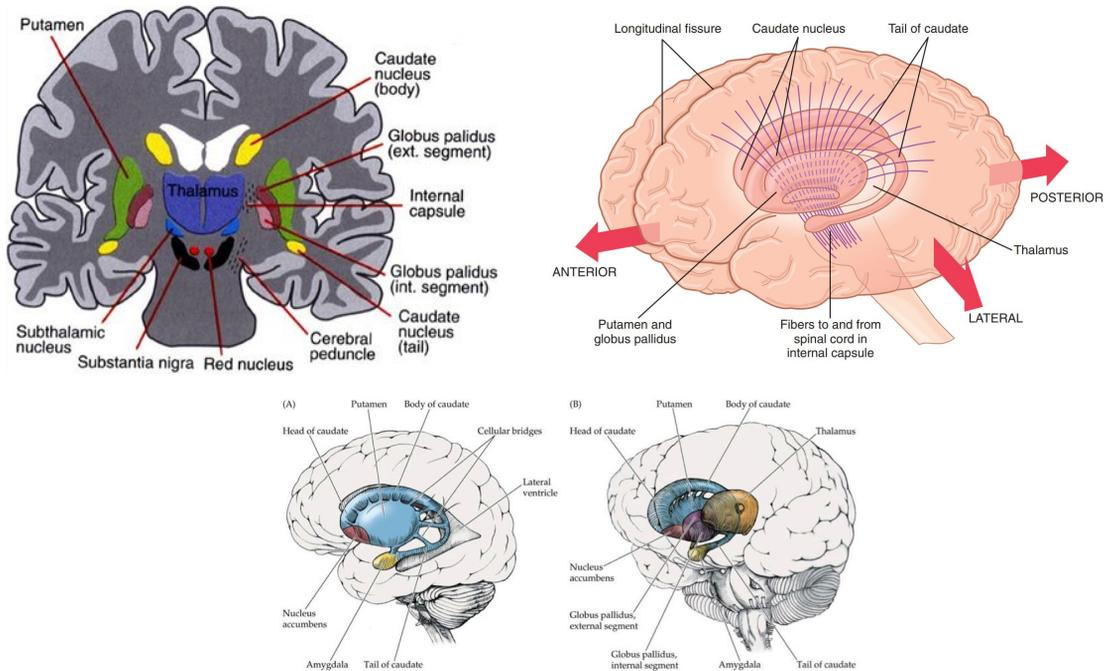 Putamen
Caudate
nucleus
(body)
Globus palidus
(ext. segment)
Thalamus
Internal
capsule
Globus palidus
(int. segment)
Caudate
nucleus
(tail)
Subthalamic
nucleus
Substantia nigra
Red nucleus
Cerebral
peduncle
Longitudinal fissure
Caudate nucleus
Tail of caudate
POSTERIOR
ANTERIOR
Thalamus
LATERAL
Putamen and
globus pallidus
Fibers to and from
spinal cord in
internal capsule
(A)
Putamen
Body of caudate
Head of caudate
Cellular bridges
Lateral
ventricle
Nucleus
accumbens
Amygdala
Tail of caudate
(B)
Putamen
Body of caudate
Head of caudate
Thalamus
Nucleus
accumbens
Globus pallidus,
external segment
Globus pallidus,
internal segment
Amygdala
Tail of caudate